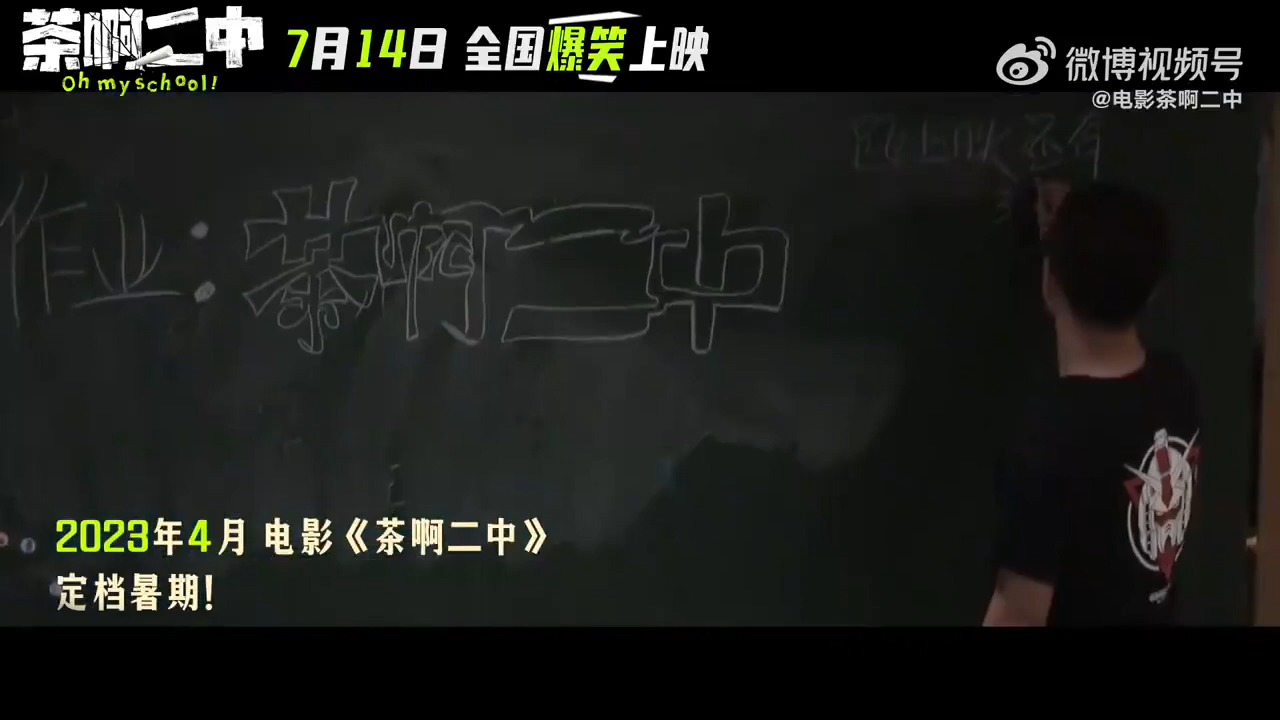 茶啊二中
Oh my school!
7月14日 全国爆笑上映
微博视频号
@电影茶啊二中
作业：茶啊二中
2023年4月 电影《茶啊二中》
定档暑期!